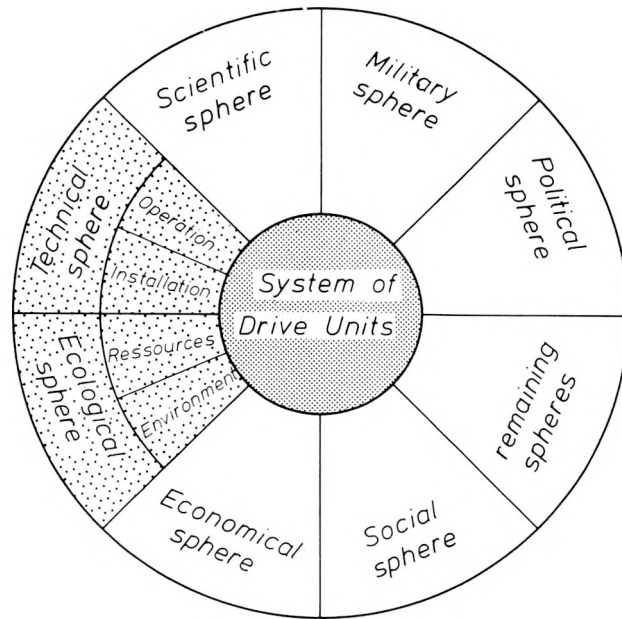 Scientific
sphere
Military
sphere
Political
sphere
remaining
spheres
Social
sphere
Economical
sphere
Ecological
sphere
Ressources
Environment
Technical
sphere
Operation
Installation
System of
Drive Units